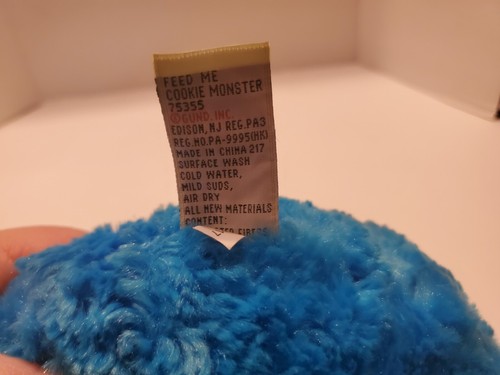 FEED ME
COOKIE MONSTER
75355
©GUND, INC.
EDISON, NJ REG.PA3
REG.NO.PA-9995(HK)
MADE IN CHINA 217
SURFACE WASH
COLD WATER,
MILD SUDS,
AIR DRY
ALL NEW MATERIALS
CONTENT: